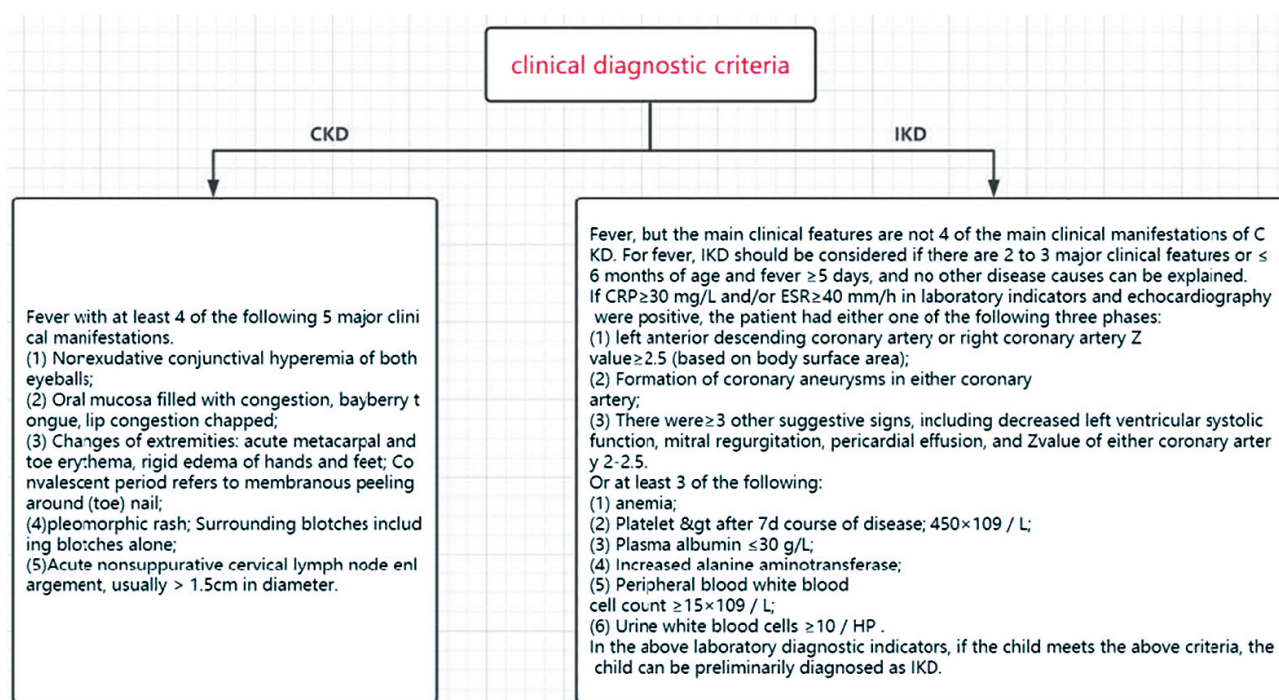 clinical diagnostic criteria
CKD
IKD
Fever with at least 4 of the following 5 major clini
cal manifestations.
(1) Norexudative conjunctival hyperemia of both
eyeballs;
(2) Oral mucosa filled with congestion, bayberry t
ongue, lip congestion chapped;
(3) Changes of extremities: acute metacarpal and
toe erythema, rigid edema of hands and feet; Co
nvalescent period refers to membranous peeling
around (toe) nail;
(4)pleomorphic rash; Surrounding blotches includ
ing blotches alone;
(5)Acute nonsuppurative cervical lymph node enl
argement, usually > 1.5cm in diameter.
Fever, but the main clinical features are not 4 of the main clinical manifestations of C
KD. For fever, IKD should be considered if there are 2 to 3 major clinical features or ≤
6 months of age and fever ≥5 days, and no other disease causes can be explained.
If CRP≥30 mg/L and/or ESR≥40 mm/h in laboratory indicators and echocardiography
were positive, the patient had either one of the following three phases:
(1) left anterior descending coronary artery or right coronary artery Z
value≥2.5 (based on body surface area);
(2) Formation of coronary aneurysms in either coronary
artery;
(3) There were≥3 other suggestive signs, including decreased left ventricular systolic
function, mitral regurgitation, pericardial effusion, and Zvalue of either coronary arter
y 2-2.5.
Or at least 3 of the following:
(1) anemia;
(2) Platelet &gt after 7d course of disease; 450×109 / L;
(3) Plasma albumin ≤30 g/L;
(4) Increased alanine aminotransferase;
(5) Peripheral blood white blood
cell count ≥15×109 / L;
(6) Urine white blood cells ≥10 / HP .
In the above laboratory diagnostic indicators, if the child meets the above criteria, the
child can be preliminarily diagnosed as IKD.